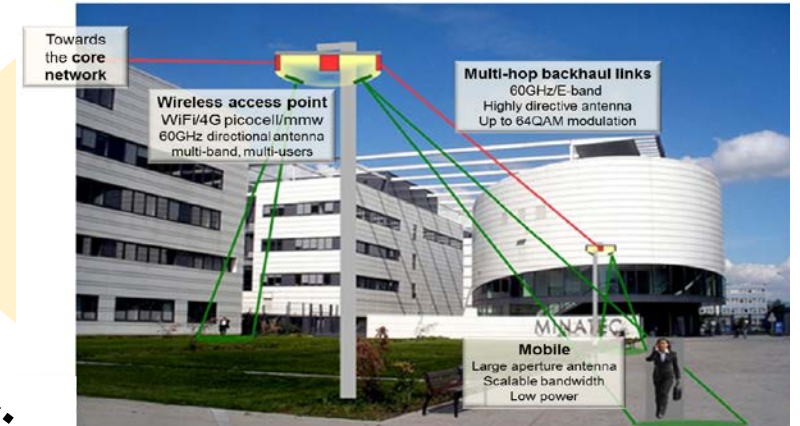 Towards
the core
network
Wireless access point
WiFi/4G picocell/mmw
60GHz directional antenna
multi-band, multi-users
Multi-hop backhaul links
60GHz/E-band
Highly directive antenna
Up to 64QAM modulation
MINATEC
Mobile
Large aperture antenna
Scalable bandwidth
Low power